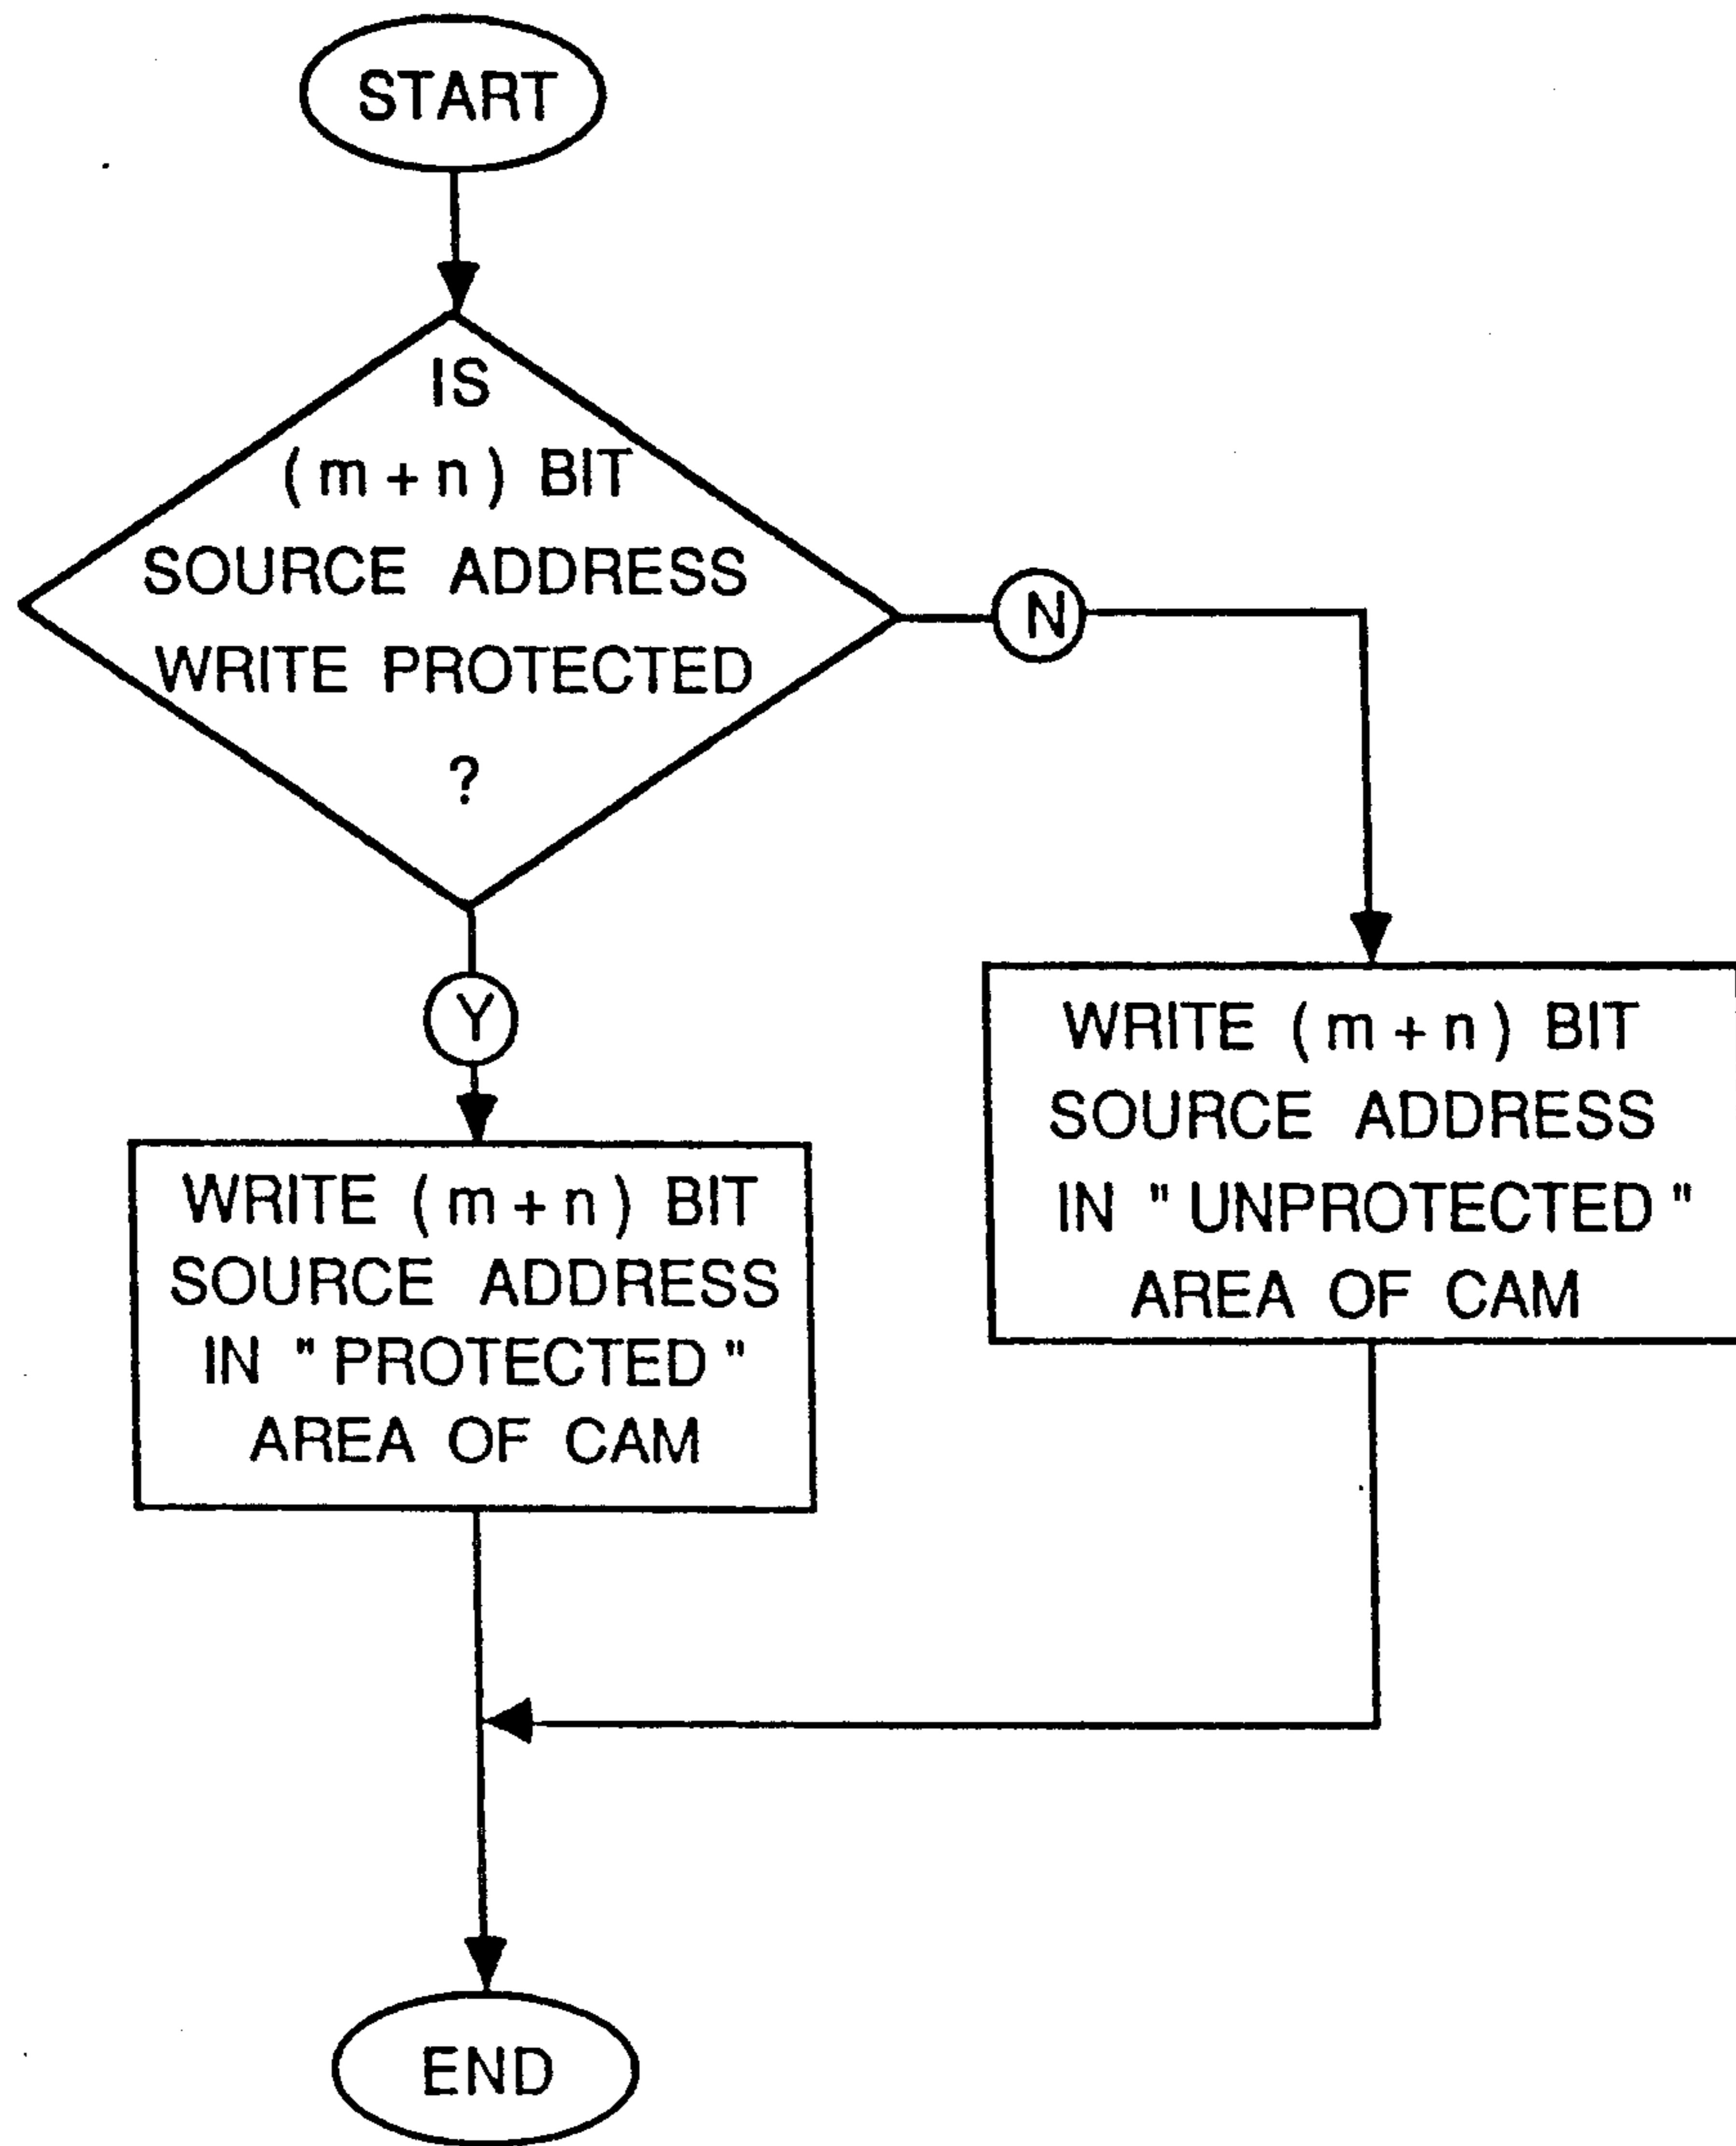 START
IS
( m + n ) BIT
SOURCE ADDRESS
WRITE PROTECTED
?
N
Y
WRITE ( m + n ) BIT
SOURCE ADDRESS
IN " UNPROTECTED "
AREA OF CAM
WRITE ( m + n ) BIT
SOURCE ADDRESS
IN " PROTECTED "
AREA OF CAM
END